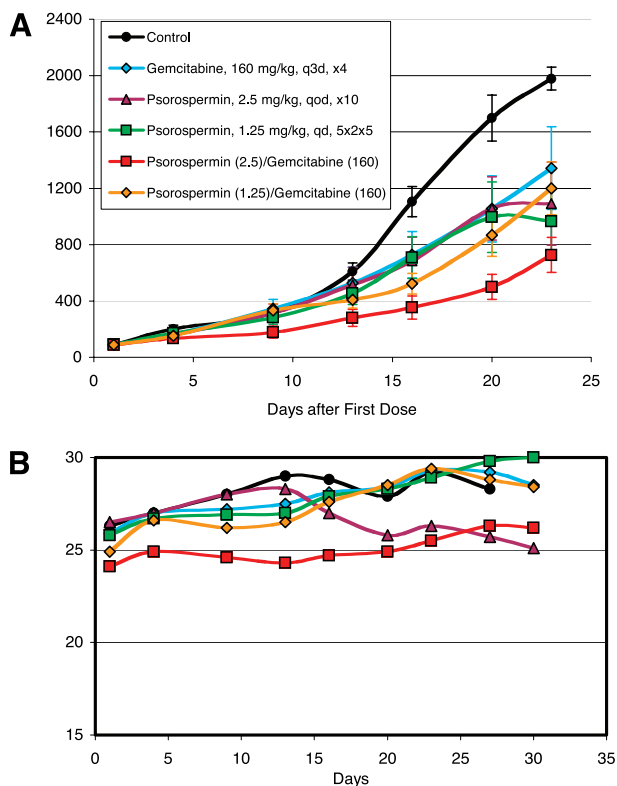 A
2400
2000
1600
1200
800
400
0
Control
Gemcitabine, 160 mg/kg, q3d, x4
Psorospermin, 2.5 mg/kg, qod, x10
Psorospermin, 1.25 mg/kg, qd, 5x2x5
Psorospermin (2.5)/Gemcitabine (160)
Psorospermin (1.25)/Gemcitabine (160)
0 5 10 15 20 25
Days after First Dose
B
30
25
20
15
0 5 10 15 20 25 30 35
Days